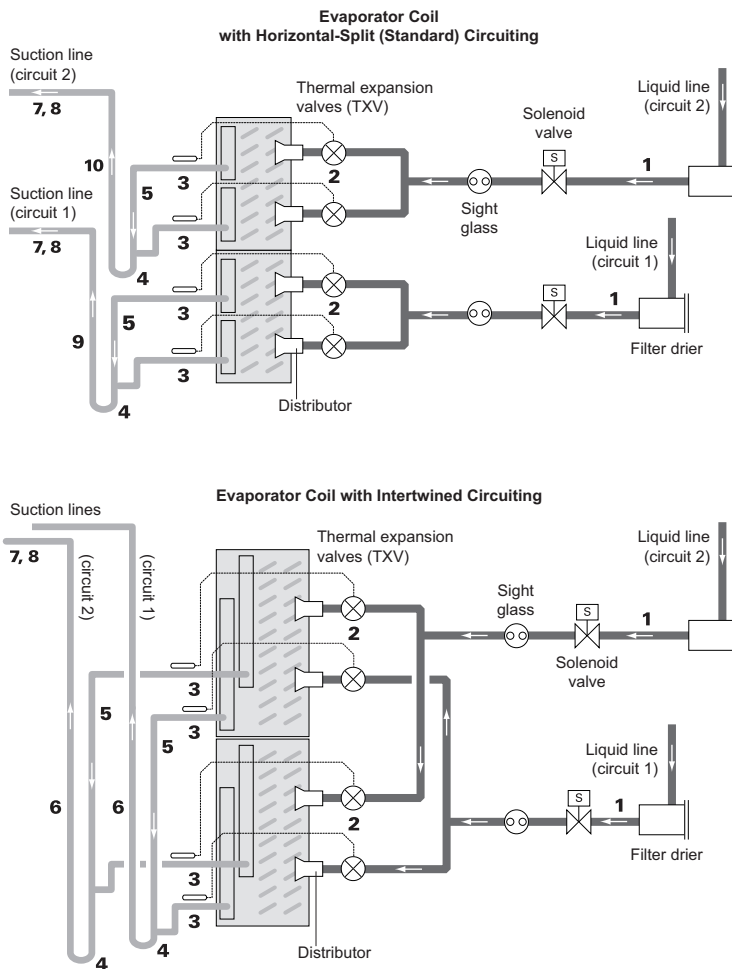 Evaporator Coil
with Horizontal-Split (Standard) Circuiting
Suction line
(circuit 2)
7, 8
10
Suction line
(circuit 1)
7, 8
9
5
4
5
4
3
3
3
3
Thermal expansion
valves (TXV)
2
2
Distributor
Sight
glass
Solenoid
valve
S
1
Liquid line
(circuit 2)
S
1
Liquid line
(circuit 1)
Filter drier
Evaporator Coil with Intertwined Circuiting
Suction lines
7, 8
(circuit 2)
(circuit 1)
5
5
6
6
4
4
3
3
3
3
Thermal expansion
valves (TXV)
2
2
Distributor
Sight
glass
S
Solenoid
valve
1
Liquid line
(circuit 2)
S
1
Liquid line
(circuit 1)
Filter drier